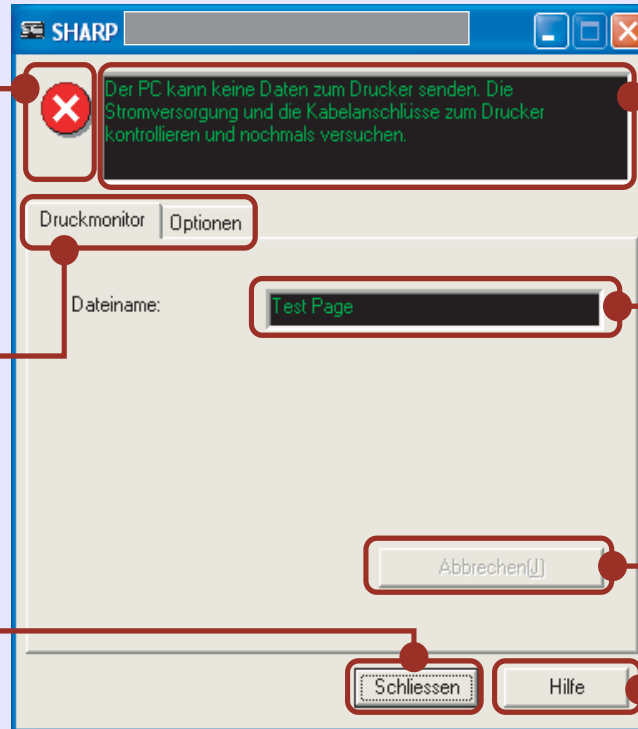 SHARP
Der PC kann keine Daten zum Drucker senden. Die
Stromversorgung und die Kabelanschlüsse zum Drucker
kontrollieren und nochmals versuchen.
Druckmonitor Optionen
Dateiname: Test Page
Abbrechen(J)
Schliessen Hilfe